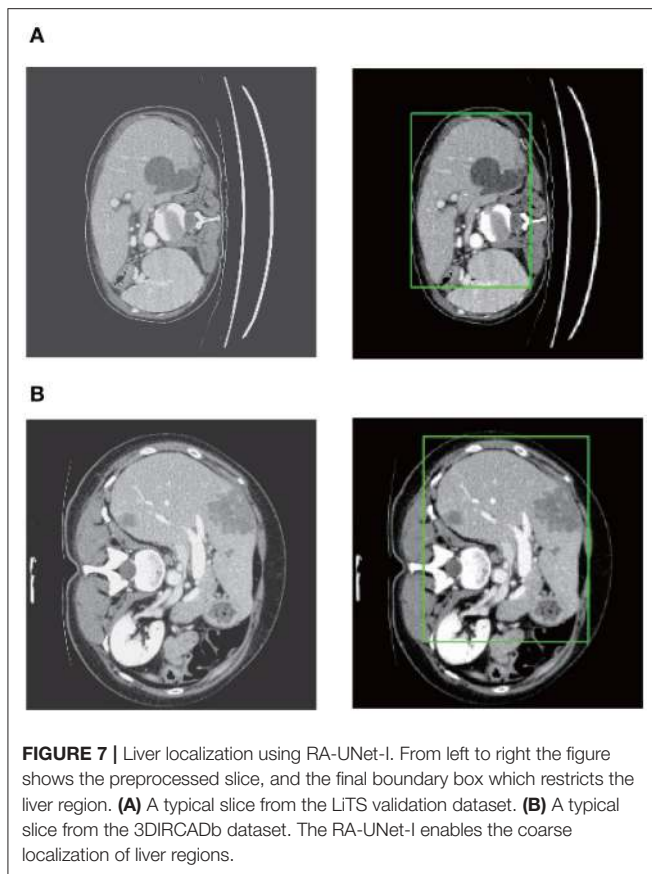 A
B
FIGURE 7 | Liver localization using RA-UNet-I. From left to right the figure
shows the preprocessed slice, and the final boundary box which restricts the
liver region. (A) A typical slice from the LiTS validation dataset. (B) A typical
slice from the 3DIRCADb dataset. The RA-UNet-I enables the coarse
localization of liver regions.